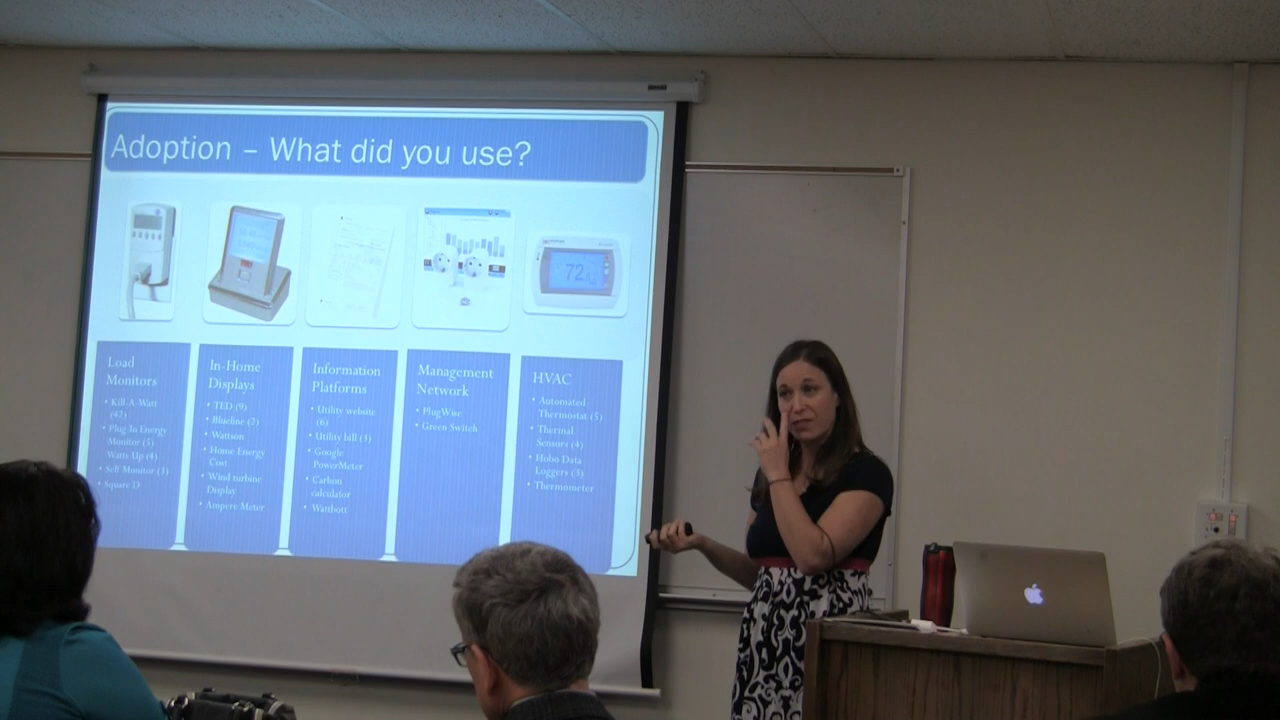 Adoption – What did you use?
72
Load
Monitors
• Kill-A-Watt
(42)
• Plug-In Energy
Monitor (5)
Watts Up (4)
• Self Monitor (3)
• Square D
In-Home
Displays
• TED (9)
• Blueline (2)
• Wattson
• Home Energy
Cost
• Wind turbine
Display
• Ampere Meter
Information
Platforms
• Utility website
(6)
• Utility bill (3)
• Google
PowerMeter
• Carbon
calculator
• Wattbott
Management
Network
• PlugWise
• Green Switch
HVAC
• Automated
Thermostat (5)
• Thermal
Sensors (4)
• Hobo Data
Loggers (3)
• Thermometer